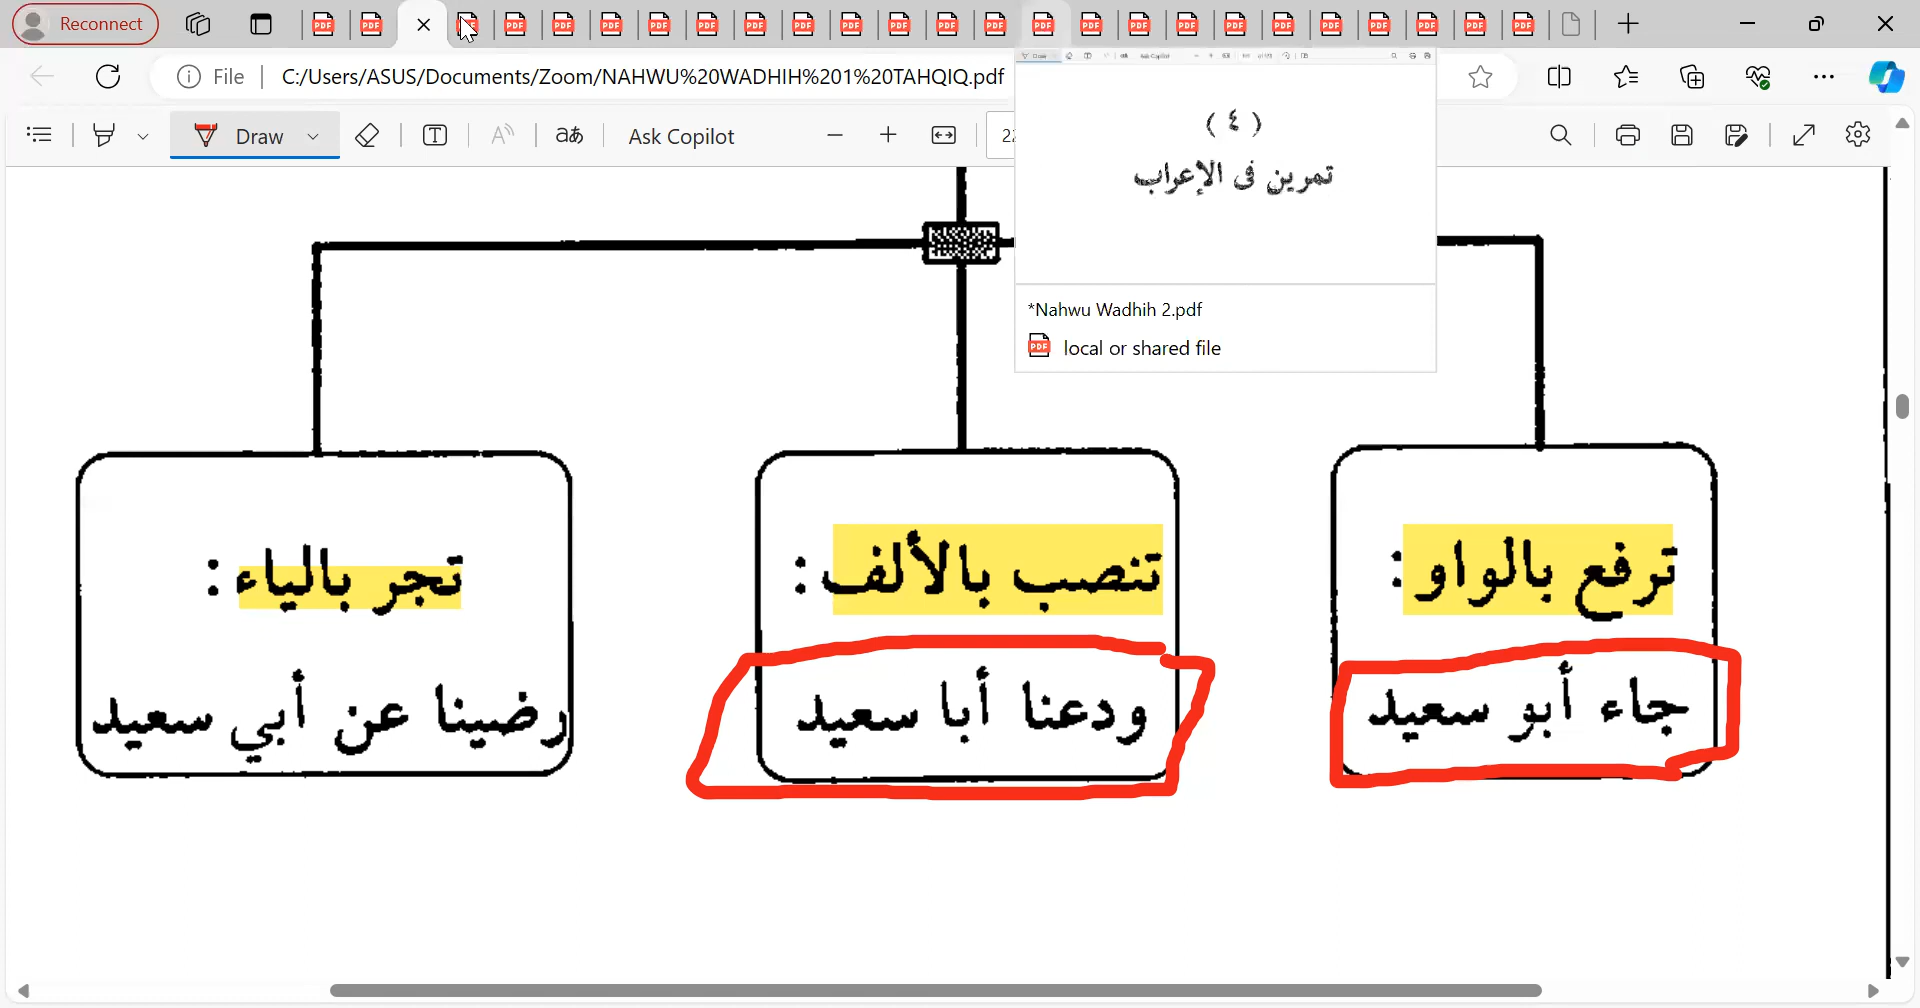 Reconnect
File
C:/Users/ASUS/Documents/Zoom/NAHWU%20WADHIH%201%20TAHQIQ.pdf
Draw
Ask Copilot
( ٤ )
تمرين فى الإعراب
*Nahwu Wadhih 2.pdf
local or shared file
ترفع بالواو :
جاء أبو سعيد
تنصب بالألف :
ودعنا أبا سعيد
تجر بالياء :
رضينا عن أبي سعيد